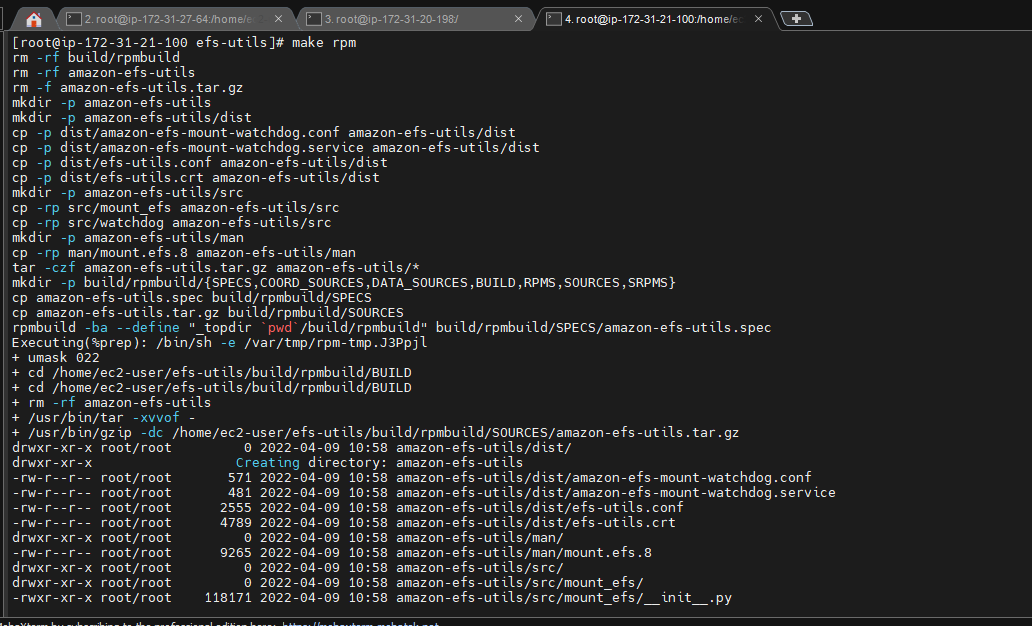 2. root@ip-172-31-27-64:/home/e
3. root@ip-172-31-20-198/
4. root@ip-172-31-21-100:/home/ec
[root@ip-172-31-21-100 efs-utils]# make rpm
rm -rf build/rpmbuild
rm -rf amazon-efs-utils
rm -f amazon-efs-utils.tar.gz
mkdir -p amazon-efs-utils
mkdir -p amazon-efs-utils/dist
cp -p dist/amazon-efs-mount-watchdog.conf amazon-efs-utils/dist
cp -p dist/amazon-efs-mount-watchdog.service amazon-efs-utils/dist
cp -p dist/efs-utils.conf amazon-efs-utils/dist
cp -p dist/efs-utils.crt amazon-efs-utils/dist
mkdir -p amazon-efs-utils/src
cp -rp src/mount_efs amazon-efs-utils/src
cp -rp src/watchdog amazon-efs-utils/src
mkdir -p amazon-efs-utils/man
cp -rp man/mount.efs.8 amazon-efs-utils/man
tar -czf amazon-efs-utils.tar.gz amazon-efs-utils/*
mkdir -p build/rpmbuild/{SPECS,COORD_SOURCES,DATA_SOURCES,BUILD,RPMS,SOURCES,SRPMS}
cp amazon-efs-utils.spec build/rpmbuild/SPECS
cp amazon-efs-utils.tar.gz build/rpmbuild/SOURCES
rpmbuild -ba --define "_topdir `pwd`/build/rpmbuild" build/rpmbuild/SPECS/amazon-efs-utils.spec
Executing(%prep): /bin/sh -e /var/tmp/rpm-tmp.J3Ppjl
+ umask 022
+ cd /home/ec2-user/efs-utils/build/rpmbuild/BUILD
+ cd /home/ec2-user/efs-utils/build/rpmbuild/BUILD
+ rm -rf amazon-efs-utils
+ /usr/bin/tar -xvvof -
+ /usr/bin/gzip -dc /home/ec2-user/efs-utils/build/rpmbuild/SOURCES/amazon-efs-utils.tar.gz
drwxr-xr-x root/root 0 2022-04-09 10:58 amazon-efs-utils/dist/
drwxr-xr-x Creating directory: amazon-efs-utils
-rw-r--r-- root/root 571 2022-04-09 10:58 amazon-efs-utils/dist/amazon-efs-mount-watchdog.conf
-rw-r--r-- root/root 481 2022-04-09 10:58 amazon-efs-utils/dist/amazon-efs-mount-watchdog.service
-rw-r--r-- root/root 2555 2022-04-09 10:58 amazon-efs-utils/dist/efs-utils.conf
-rw-r--r-- root/root 4789 2022-04-09 10:58 amazon-efs-utils/dist/efs-utils.crt
drwxr-xr-x root/root 0 2022-04-09 10:58 amazon-efs-utils/man/
-rw-r--r-- root/root 9265 2022-04-09 10:58 amazon-efs-utils/man/mount.efs.8
drwxr-xr-x root/root 0 2022-04-09 10:58 amazon-efs-utils/src/
drwxr-xr-x root/root 0 2022-04-09 10:58 amazon-efs-utils/src/mount_efs/
-rwxr-xr-x root/root 118171 2022-04-09 10:58 amazon-efs-utils/src/mount_efs/__init__.py